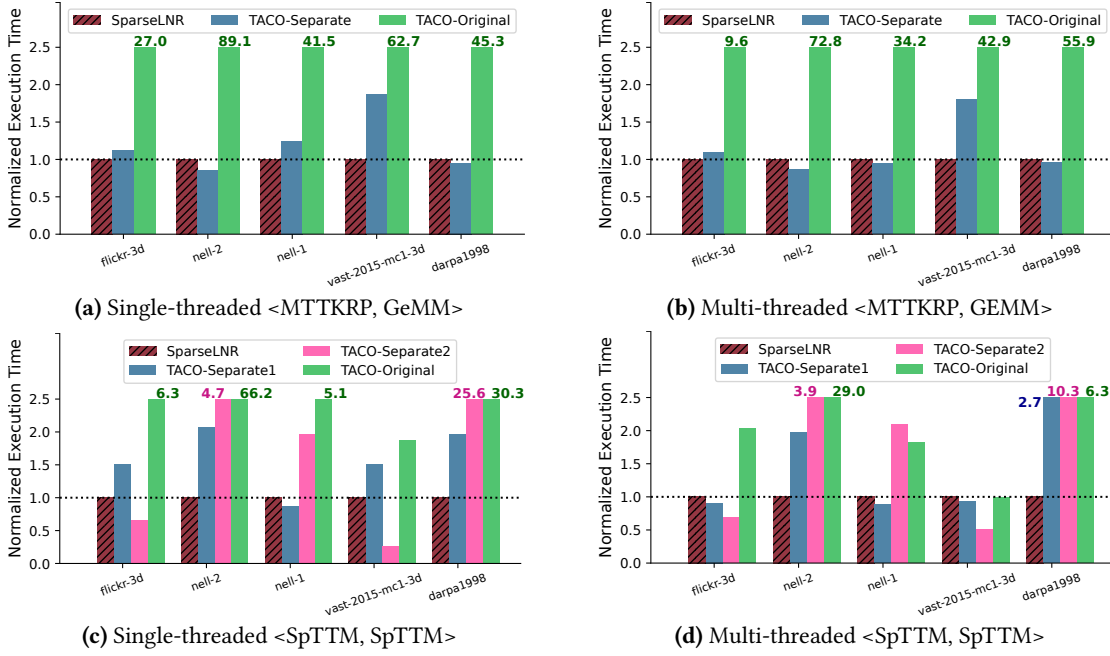 SparseLNR TACO-Separate TACO-Original
Normalized Execution Time
2.5
2.0
1.5
1.0
0.5
0.0
27.0 89.1 41.5 62.7 45.3
flickr-3d nell-2 nell-1 vast-2015-mc1-3d darpa1998
(a) Single-threaded <MTTKRP, GeMM>
SparseLNR TACO-Separate TACO-Original
Normalized Execution Time
2.5
2.0
1.5
1.0
0.5
0.0
9.6 72.8 34.2 42.9 55.9
flickr-3d nell-2 nell-1 vast-2015-mc1-3d darpa1998
(b) Multi-threaded <MTTKRP, GEMM>
SparseLNR TACO-Separate2
TACO-Separate1 TACO-Original
Normalized Execution Time
2.5
2.0
1.5
1.0
0.5
0.0
6.3 4.7 66.2 5.1 25.6 30.3
flickr-3d nell-2 nell-1 vast-2015-mc1-3d darpa1998
(c) Single-threaded <SpTTM, SpTTM>
SparseLNR TACO-Separate2
TACO-Separate1 TACO-Original
Normalized Execution Time
2.5
2.0
1.5
1.0
0.5
0.0
3.9 29.0 2.7 10.3 6.3
flickr-3d nell-2 nell-1 vast-2015-mc1-3d darpa1998
(d) Multi-threaded <SpTTM, SpTTM>